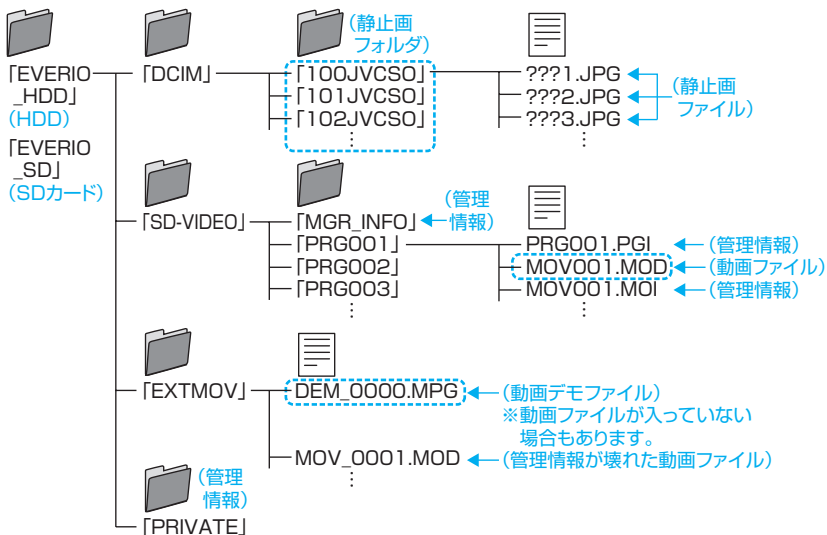 「EVERIO
_HDD」
(HDD)
「EVERIO
_SD」
(SDカード)
「DCIM」
(静止画
フォルダ)
「100JVCSO」
「101JVCSO」
「102JVCSO」
⋮
???1.JPG
???2.JPG
???3.JPG
⋮
(静止画
ファイル)
「SD-VIDEO」
「MGR_INFO」
(管理
情報)
「PRG001」
「PRG002」
「PRG003」
⋮
PRG001.PGI
(管理情報)
MOV001.MOD
(動画ファイル)
MOV001.MOI
(管理情報)
⋮
「EXTMOV」
DEM_0000.MPG
(動画デモファイル)
※動画ファイルが入っていない
場合もあります。
MOV_0001.MOD
(管理情報が壊れた動画ファイル)
⋮
(管理
情報)
「PRIVATE」